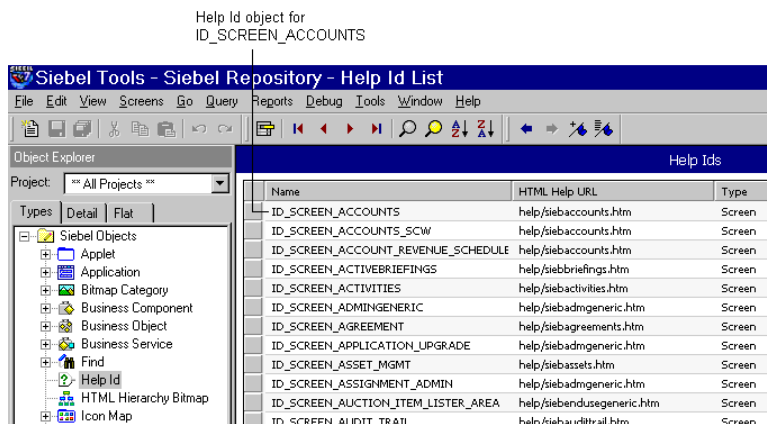 Help Id object for
ID_SCREEN_ACCOUNTS
Siebel Tools - Siebel Repository - Help Id List
File Edit View Screens Go Query Reports Debug Tools Window Help
Object Explorer
Help Ids
Project: ** All Projects **
Types Detail Flat
Name HTML Help URL Type
ID_SCREEN_ACCOUNTS help/siebaccounts.htm Screen
Siebel Objects
ID_SCREEN_ACCOUNTS_SCW help/siebaccounts.htm Screen
Applet
ID_SCREEN_ACCOUNT_REVENUE_SCHEDULE help/siebaccounts.htm Screen
Application
ID_SCREEN_ACTIVEBRIEFINGS help/siebbriefings.htm Screen
Bitmap Category
ID_SCREEN_ACTIVITIES help/siebactivities.htm Screen
Business Component
ID_SCREEN_ADMINGENERIC help/siebadmgeneric.htm Screen
Business Object
ID_SCREEN_AGREEMENT help/siebagreements.htm Screen
Business Service
ID_SCREEN_APPLICATION_UPGRADE help/siebadmgeneric.htm Screen
Find
ID_SCREEN_ASSET_MGMT help/siebassets.htm Screen
Help Id
ID_SCREEN_ASSIGNMENT_ADMIN help/siebadmgeneric.htm Screen
HTML Hierarchy Bitmap
ID_SCREEN_AUCTION_ITEM_LISTER_AREA help/siebendusegeneric.htm Screen
Icon Map
ID_SCREEN_AUDIT_TRAIL help/siebaudittrail.htm Screen